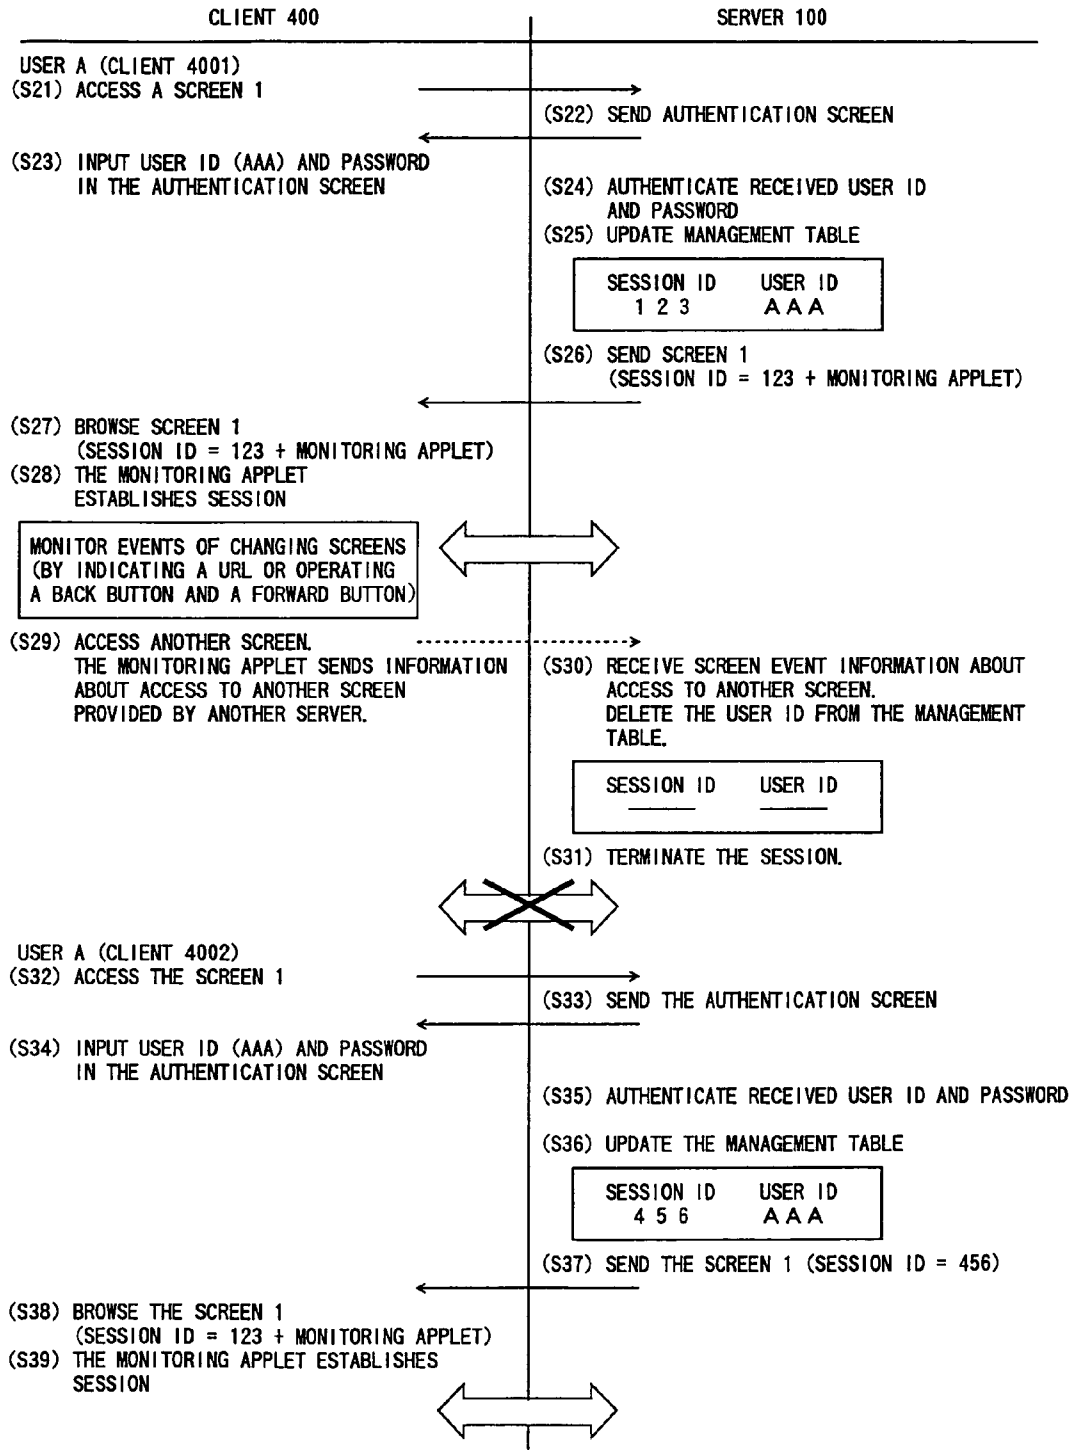 CLIENT 400
SERVER 100
USER A (CLIENT 4001)
(S21) ACCESS A SCREEN 1
(S22) SEND AUTHENTICATION SCREEN
(S23) INPUT USER ID (AAA) AND PASSWORD
IN THE AUTHENTICATION SCREEN
(S24) AUTHENTICATE RECEIVED USER ID
AND PASSWORD
(S25) UPDATE MANAGEMENT TABLE
SESSION ID USER ID
1 2 3 A A A
(S26) SEND SCREEN 1
(SESSION ID = 123 + MONITORING APPLET)
(S27) BROWSE SCREEN 1
(SESSION ID = 123 + MONITORING APPLET)
(S28) THE MONITORING APPLET
ESTABLISHES SESSION
MONITOR EVENTS OF CHANGING SCREENS
(BY INDICATING A URL OR OPERATING
A BACK BUTTON AND A FORWARD BUTTON)
(S29) ACCESS ANOTHER SCREEN.
THE MONITORING APPLET SENDS INFORMATION
ABOUT ACCESS TO ANOTHER SCREEN
PROVIDED BY ANOTHER SERVER.
(S30) RECEIVE SCREEN EVENT INFORMATION ABOUT
ACCESS TO ANOTHER SCREEN.
DELETE THE USER ID FROM THE MANAGEMENT
TABLE.
SESSION ID USER ID
(S31) TERMINATE THE SESSION.
USER A (CLIENT 4002)
(S32) ACCESS THE SCREEN 1
(S33) SEND THE AUTHENTICATION SCREEN
(S34) INPUT USER ID (AAA) AND PASSWORD
IN THE AUTHENTICATION SCREEN
(S35) AUTHENTICATE RECEIVED USER ID AND PASSWORD
(S36) UPDATE THE MANAGEMENT TABLE
SESSION ID USER ID
4 5 6 A A A
(S37) SEND THE SCREEN 1 (SESSION ID = 456)
(S38) BROWSE THE SCREEN 1
(SESSION ID = 123 + MONITORING APPLET)
(S39) THE MONITORING APPLET ESTABLISHES
SESSION